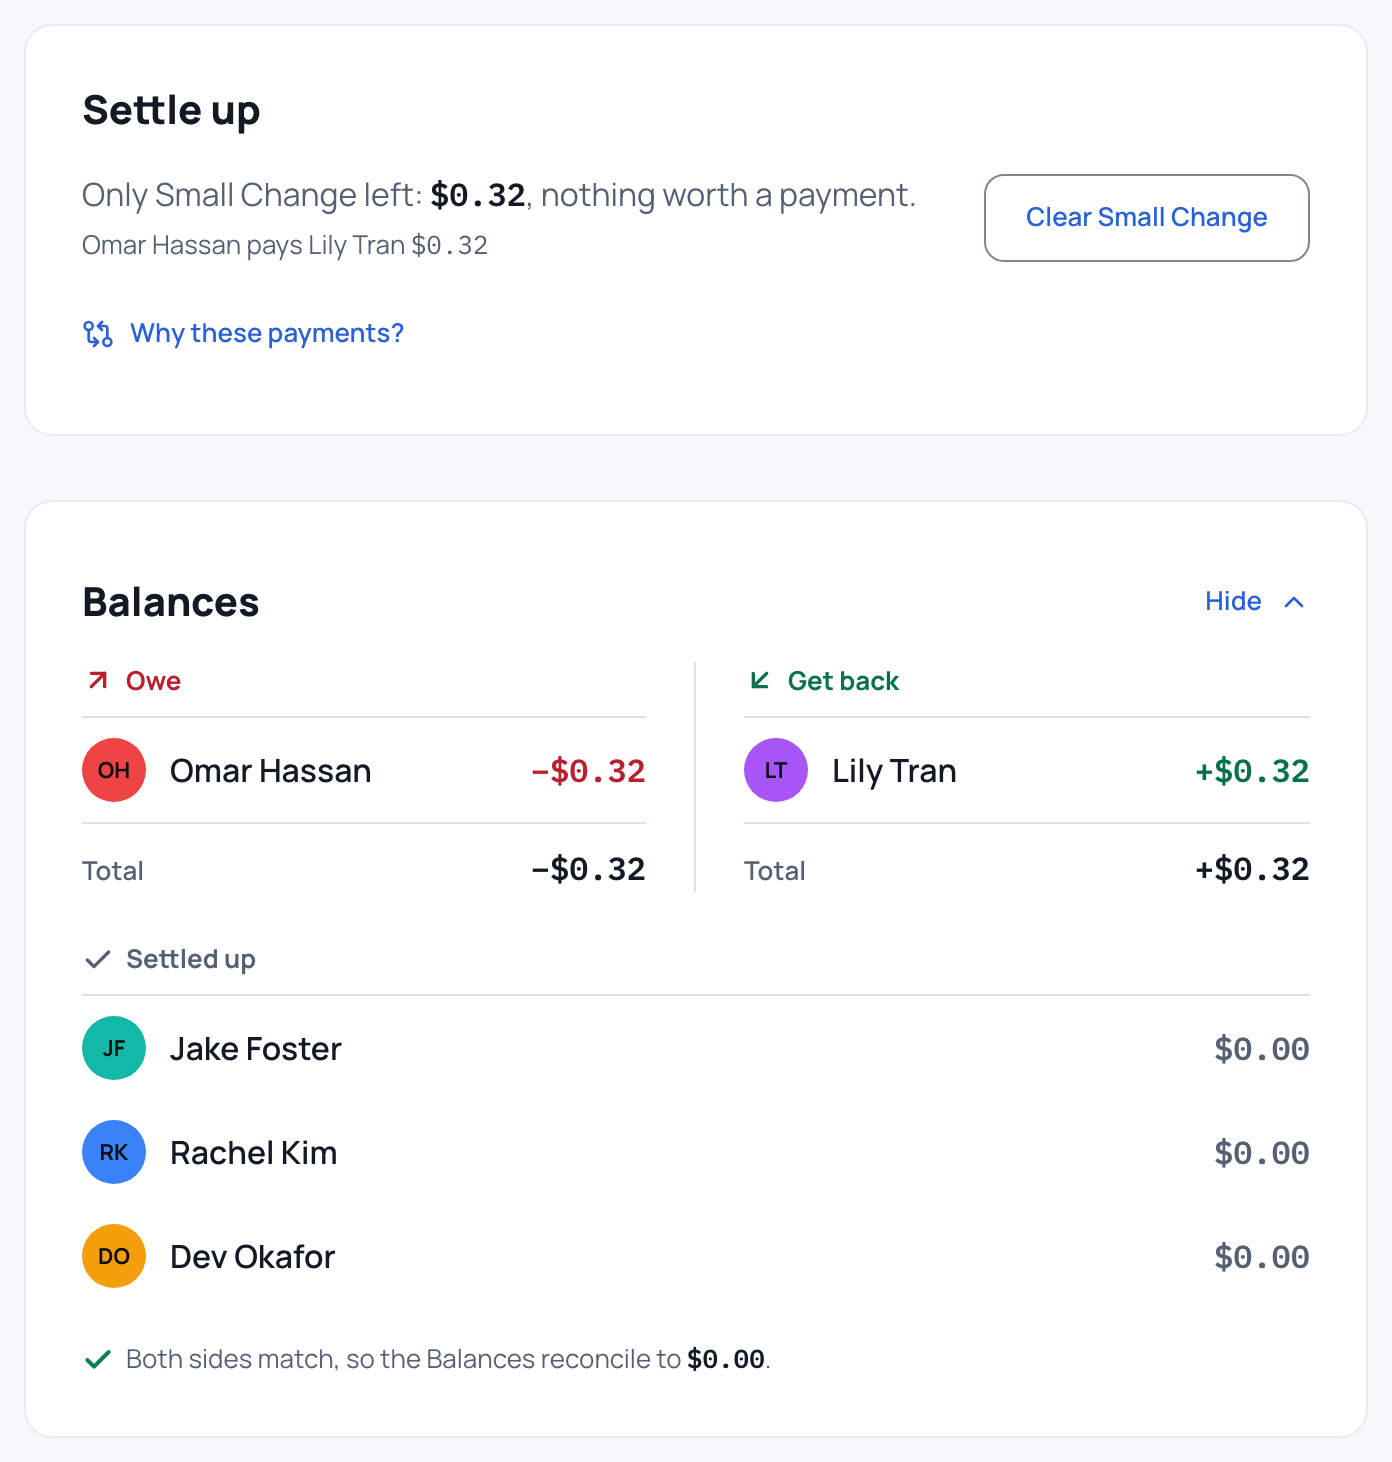 Settle up
Only Small Change left: $0.32, nothing worth a payment.
Omar Hassan pays Lily Tran $0.32
Clear Small Change
Why these payments?
Balances
Hide
Owe
OH Omar Hassan −$0.32
Total −$0.32
Get back
LT Lily Tran +$0.32
Total +$0.32
Settled up
JF Jake Foster $0.00
RK Rachel Kim $0.00
DO Dev Okafor $0.00
Both sides match, so the Balances reconcile to $0.00.